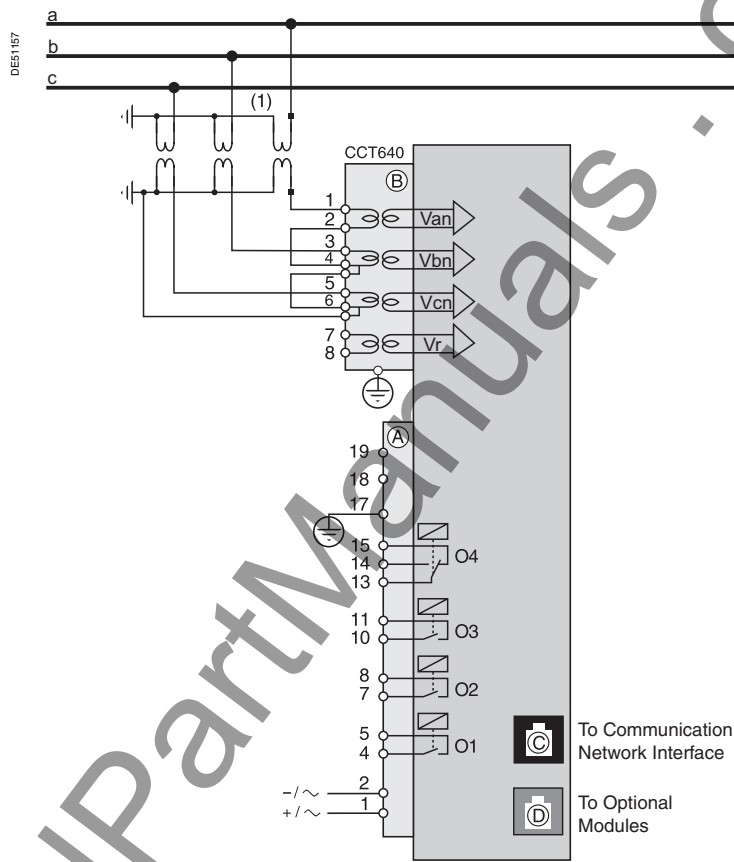 DE51157
a
b
c
(1)
CCT640
B
1
2
Van
3
4
Vbn
5
6
Vcn
7
8
Vr
A
19
18
17
15
14
13
O4
11
10
O3
8
7
O2
5
4
O1
C
To Communication
Network Interface
−/∼ 2
+/∼ 1
D
To Optional
Modules
lPartManuals .